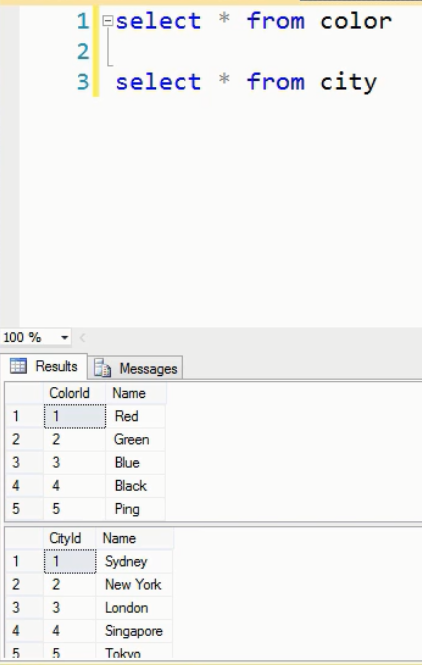 1 select * from color
2
3 select * from city
100 %
Results Messages
ColorId Name
1 1 Red
2 2 Green
3 3 Blue
4 4 Black
5 5 Ping
CityId Name
1 1 Sydney
2 2 New York
3 3 London
4 4 Singapore
5 5 Tokyo